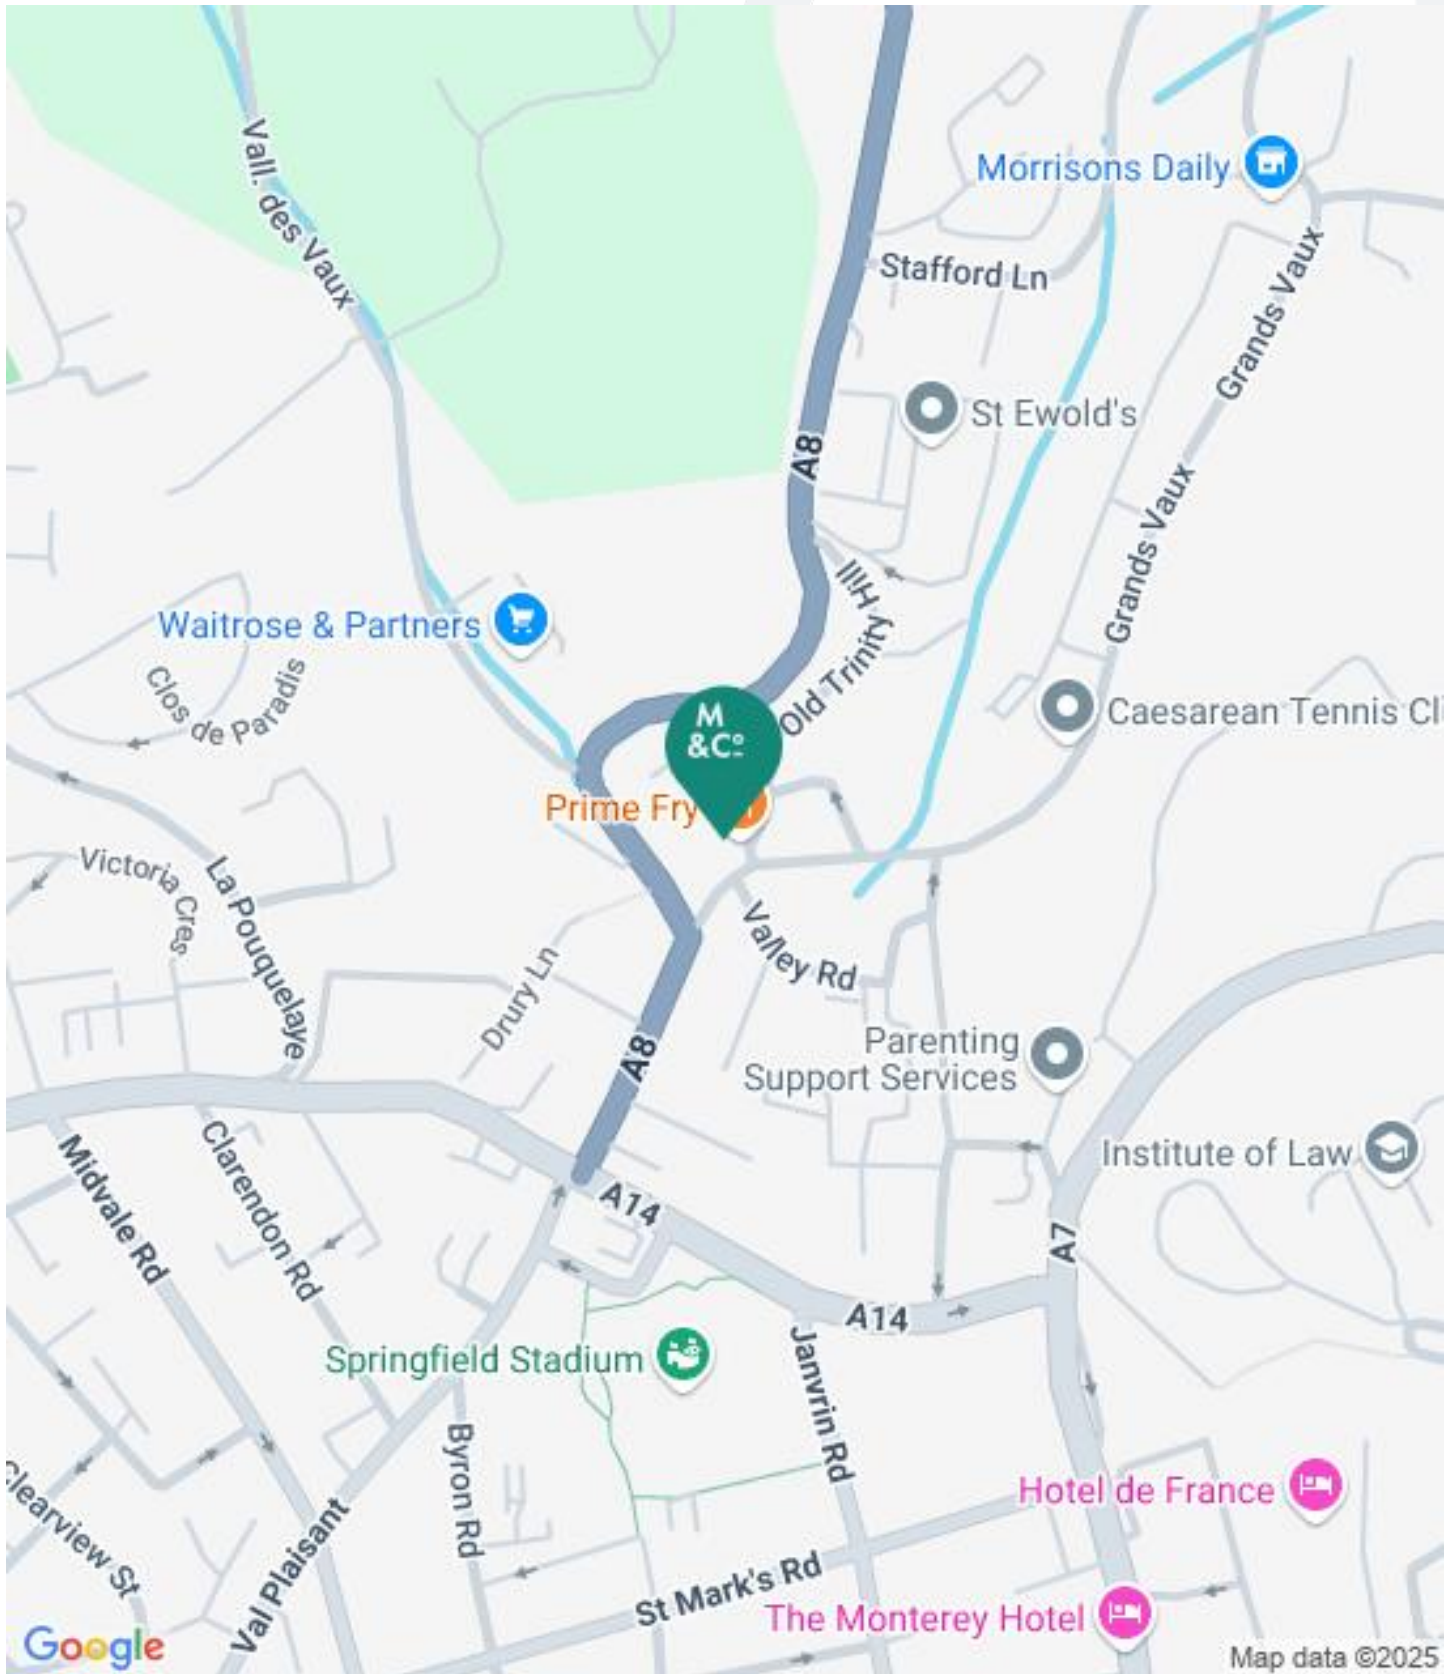 Vall. des Vaux
Morrisons Daily
Stafford Ln
Grands Vaux
St Ewold's
A8
Grands Vaux
Old Trinity Hill
Waitrose & Partners
Clos de Paradis
M
&Cº
Caesarean Tennis Cl
Prime Fry
Victoria Cres
La Pouquelaye
Valley Rd
Drury Ln
A8
Parenting
Support Services
Institute of Law
Midvale Rd
Clarendon Rd
A14
A7
A14
Springfield Stadium
Janvrin Rd
Byron Rd
Hotel de France
Clearview St
Val Plaisant
St Mark's Rd
The Monterey Hotel
Google
Map data ©2025